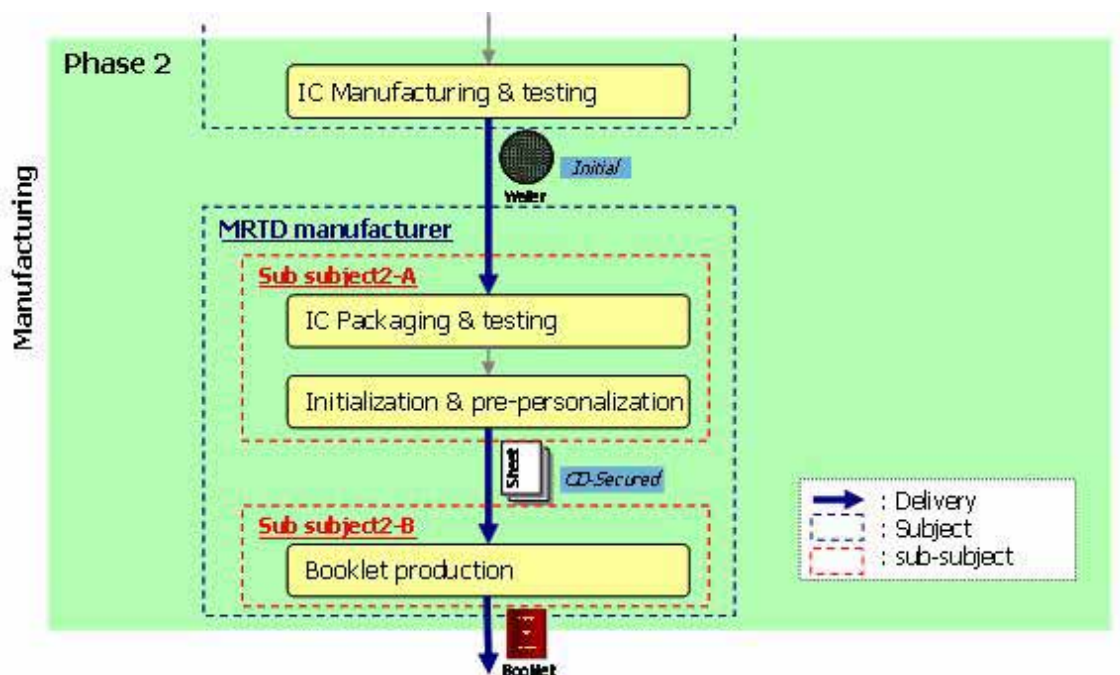 Phase 2
Manufacturing
IC Manufacturing & testing
Initial
Wafer
MRTD manufacturer
Sub subject2-A
IC Packaging & testing
Initialization & pre-personalization
Sheet
OP-Secured
Sub subject2-B
Booklet production
Booklet
: Delivery
: Subject
: sub-subject